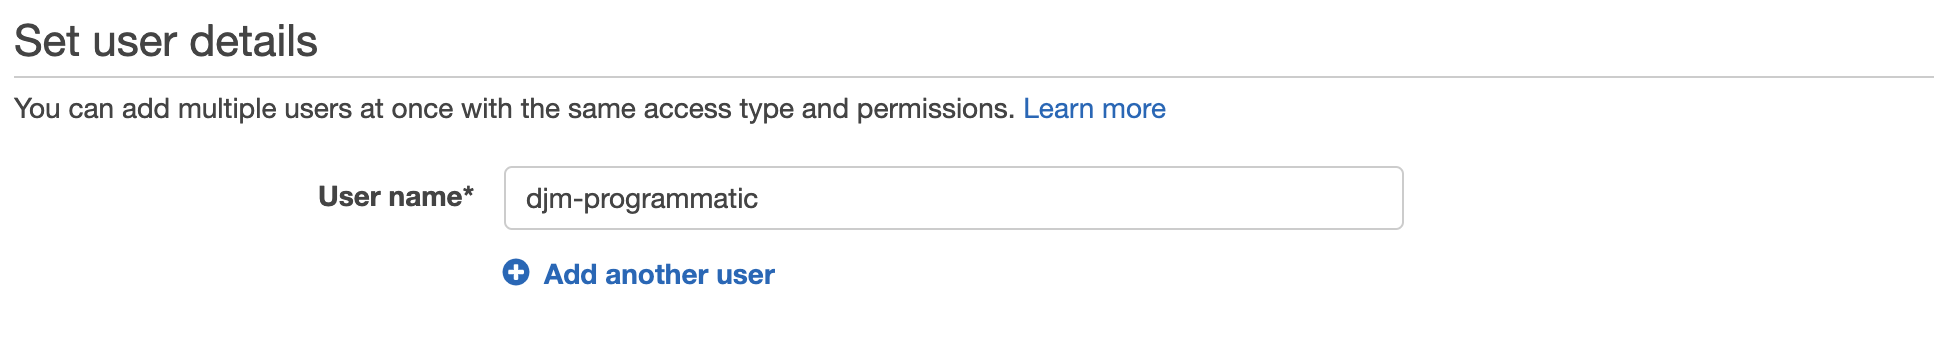 Set user details
You can add multiple users at once with the same access type and permissions. Learn more
User name* djm-programmatic
Add another user